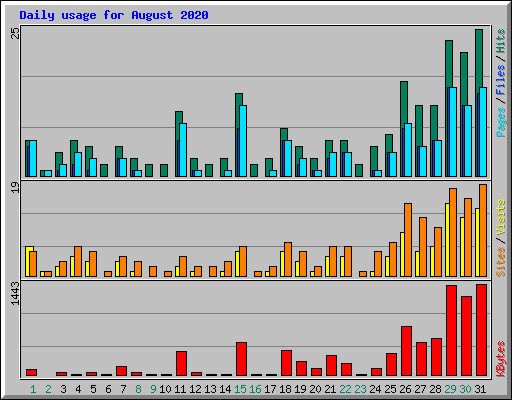 Daily usage for August 2020
25
Pages/Files/Hits
19
Sites/Visits
1443
KBytes
1 2 3 4 5 6 7 8 9 10 11 12 13 14 15 16 17 18 19 20 21 22 23 24 25 26 27 28 29 30 31